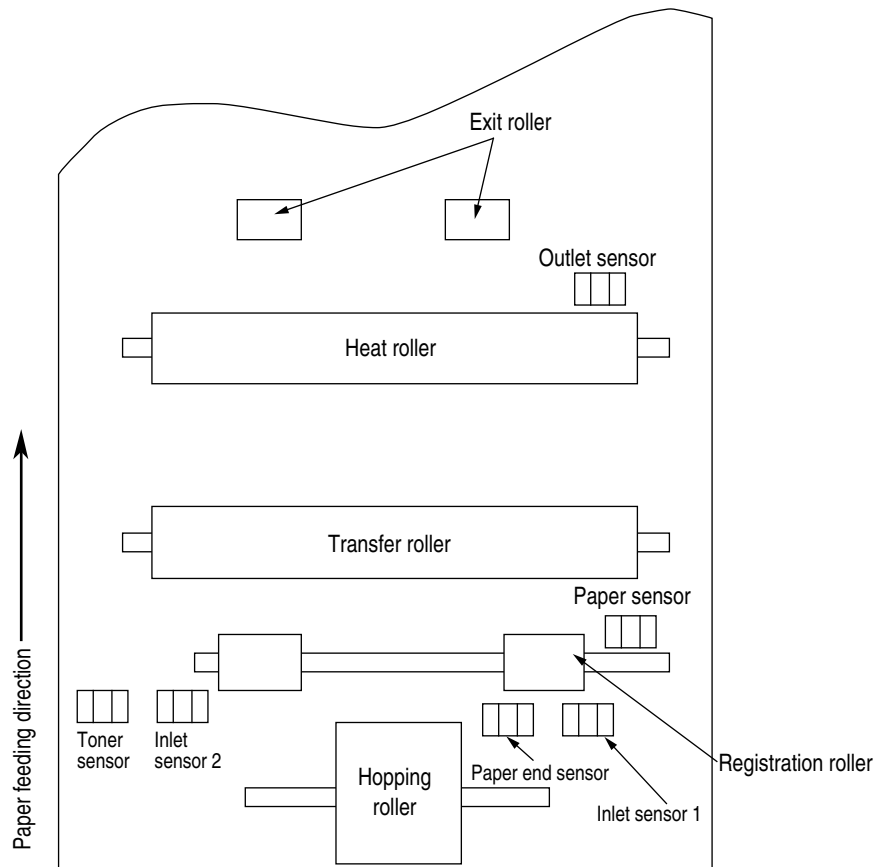 Exit roller
Outlet sensor
Heat roller
Transfer roller
Paper sensor
Paper feeding direction
Toner
sensor
Inlet
sensor 2
Hopping
roller
Paper end sensor
Inlet sensor 1
Registration roller